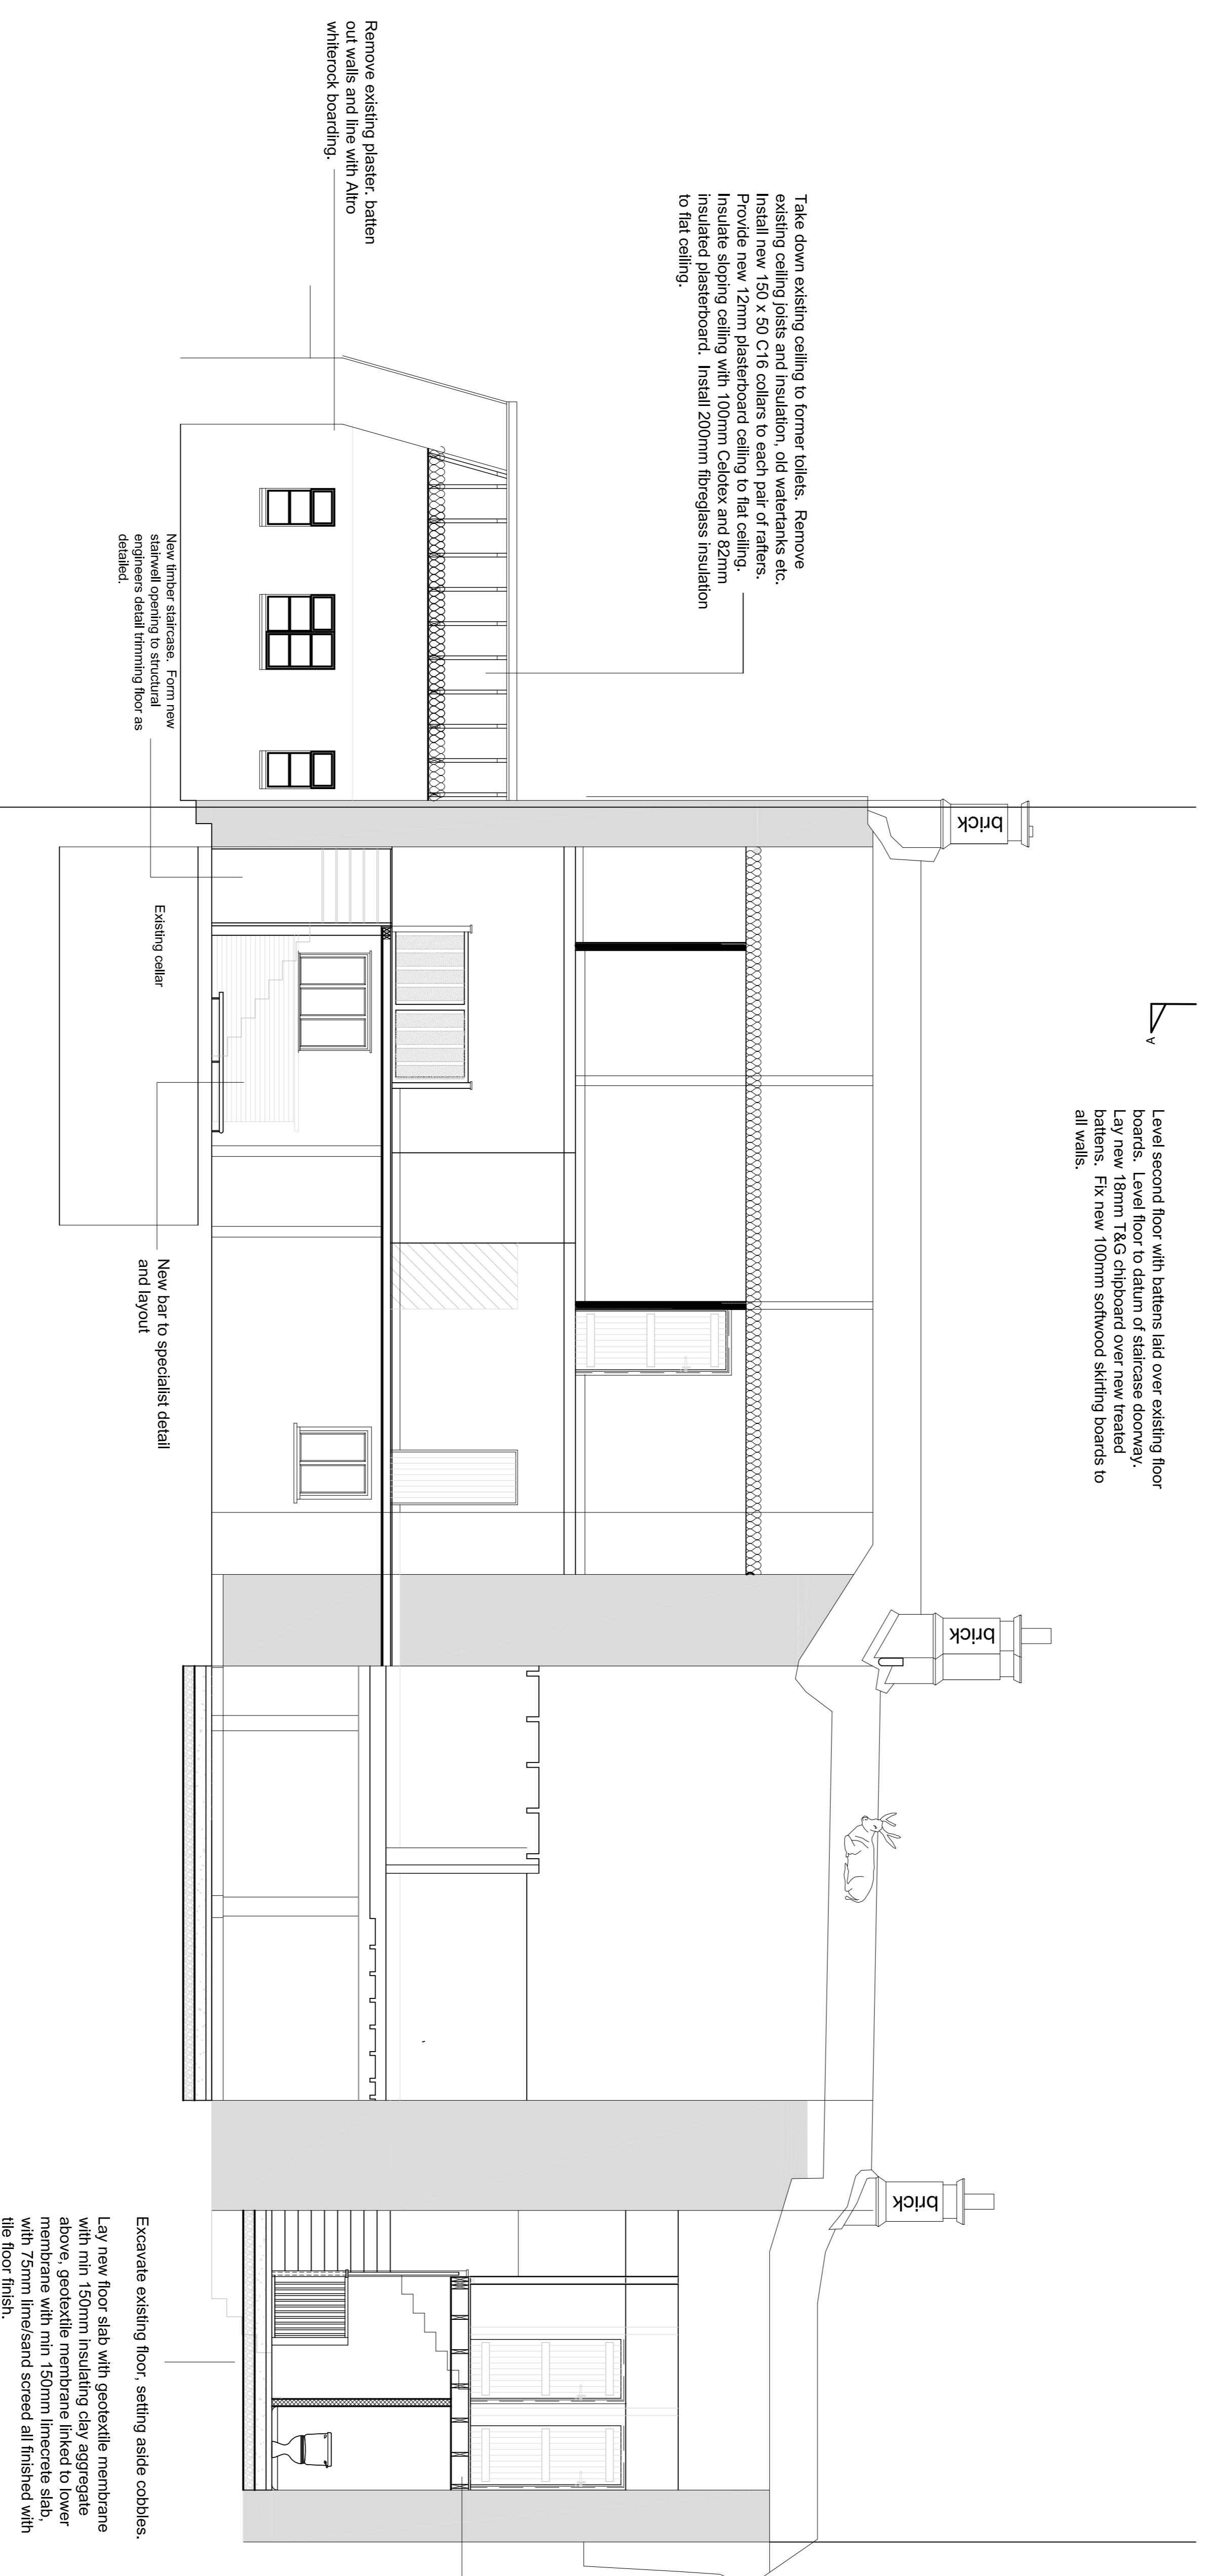 Level second floor with battens laid over existing floor
boards.  Level floor to datum of staircase doorway.
Lay new 18mm T&G chipboard over new treated
battens.  Fix new 100mm softwood skirting boards to
all walls.
A
Take down existing ceiling to former toilets.  Remove
existing ceiling joists and insulation, old watertanks etc.
Install new 150 x 50 C16 collars to each pair of rafters.
Provide new 12mm plasterboard ceiling to flat ceiling.
Insulate sloping ceiling with 100mm Celotex and 82mm
insulated plasterboard.  Install 200mm fibreglass insulation
to flat ceiling.
brick
brick
brick
Remove existing plaster. batten
out walls and line with Altro
whiterock boarding.
New timber staircase.  Form new
stairwell opening to structural
engineers detail trimming floor as
detailed.
Existing cellar
New bar to specialist detail
and layout
Excavate existing floor, setting aside cobbles.
Lay new floor slab with geotextile membrane
with min 150mm insulating clay aggregate
above, geotextile membrane linked to lower
membrane with min 150mm limecrete slab,
with 75mm lime/sand screed all finished with
tile floor finish.